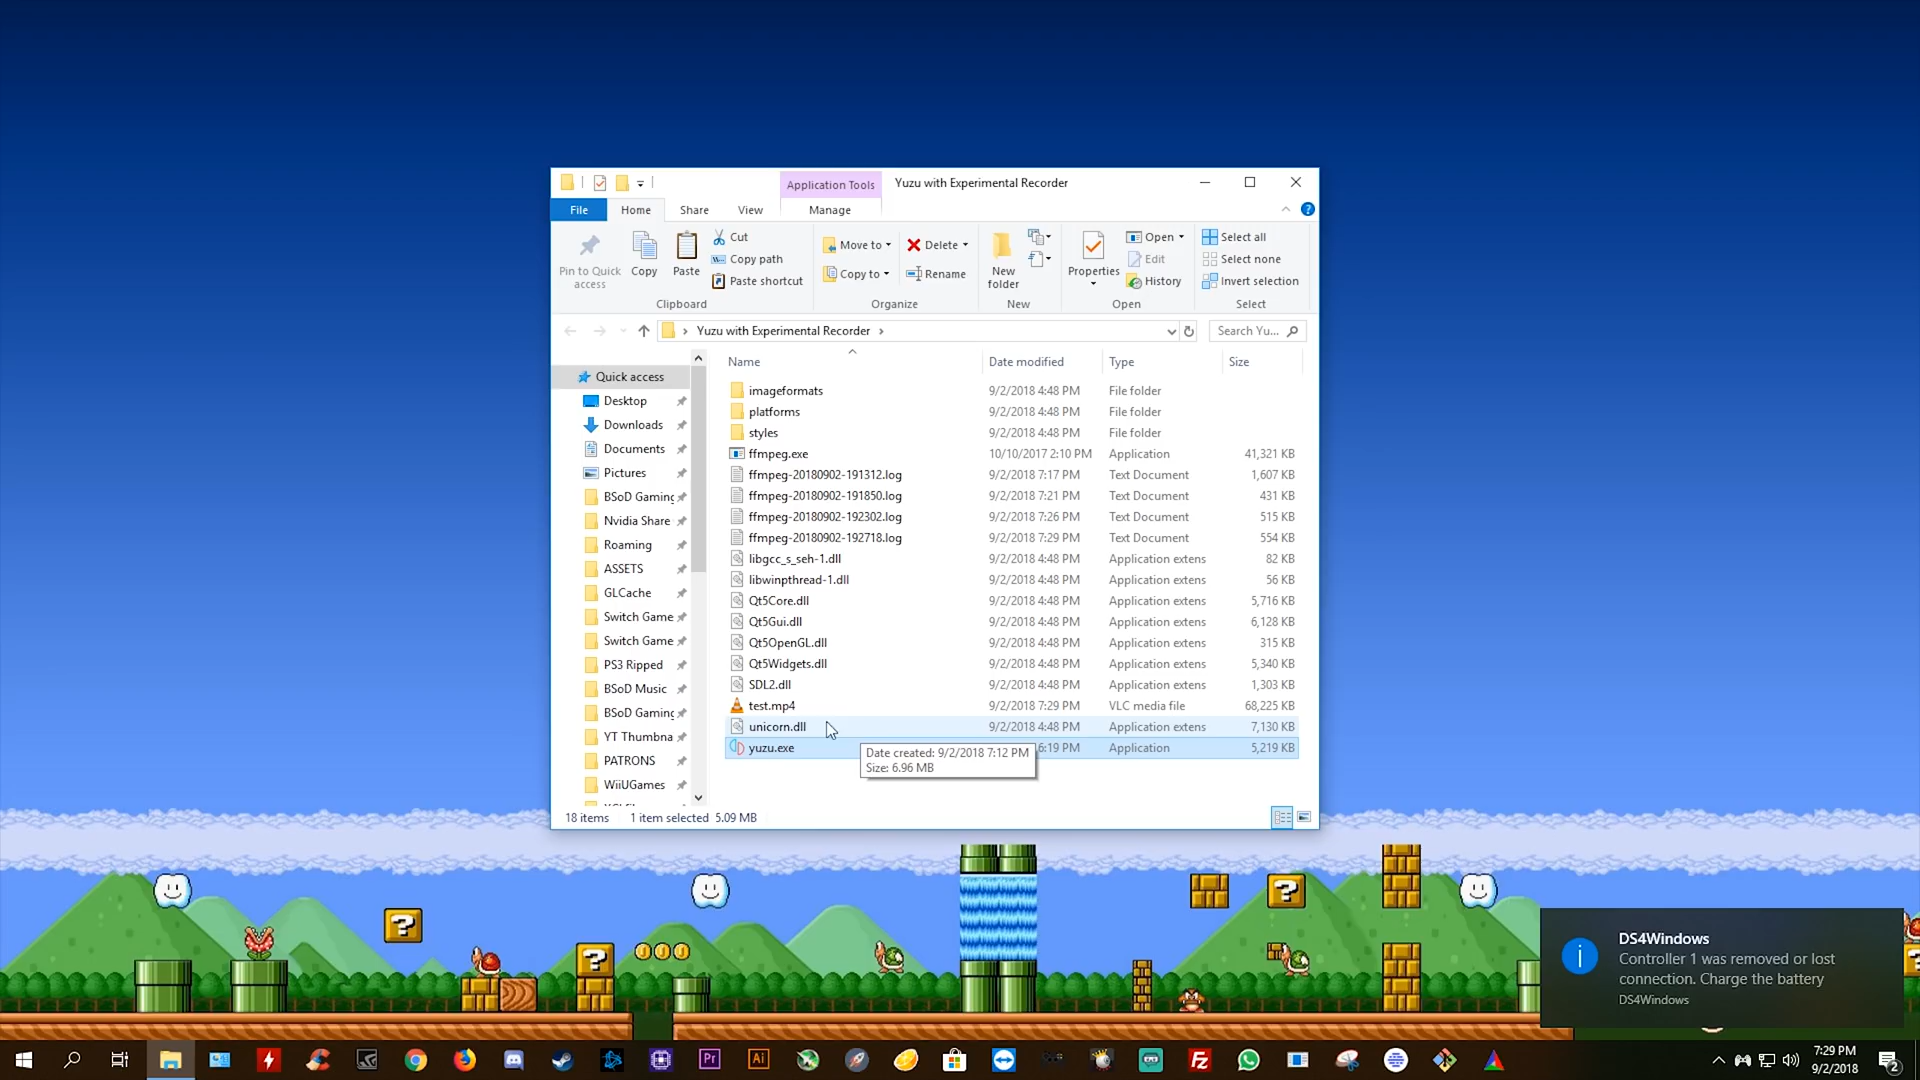 Application Tools
Yuzu with Experimental Recorder
File
Home
Share
View
Manage
Pin to Quick access
Copy
Paste
Cut
Copy path
Paste shortcut
Clipboard
Move to
Copy to
Delete
Rename
Organize
New folder
New
Properties
Open
Edit
History
Open
Select all
Select none
Invert selection
Select
Yuzu with Experimental Recorder
Search Yu...
Name Date modified Type Size
Quick access
Desktop
Downloads
Documents
Pictures
BSoD Gaming
Nvidia Share
Roaming
ASSETS
GLCache
Switch Game
Switch Game
PS3 Ripped
BSoD Music
BSoD Gaming
YT Thumbna
PATRONS
WiiUGames
imageformats 9/2/2018 4:48 PM File folder
platforms 9/2/2018 4:48 PM File folder
styles 9/2/2018 4:48 PM File folder
ffmpeg.exe 10/10/2017 2:10 PM Application 41,321 KB
ffmpeg-20180902-191312.log 9/2/2018 7:17 PM Text Document 1,607 KB
ffmpeg-20180902-191850.log 9/2/2018 7:21 PM Text Document 431 KB
ffmpeg-20180902-192302.log 9/2/2018 7:26 PM Text Document 515 KB
ffmpeg-20180902-192718.log 9/2/2018 7:29 PM Text Document 554 KB
libgcc_s_seh-1.dll 9/2/2018 4:48 PM Application extens 82 KB
libwinpthread-1.dll 9/2/2018 4:48 PM Application extens 56 KB
Qt5Core.dll 9/2/2018 4:48 PM Application extens 5,716 KB
Qt5Gui.dll 9/2/2018 4:48 PM Application extens 6,128 KB
Qt5OpenGL.dll 9/2/2018 4:48 PM Application extens 315 KB
Qt5Widgets.dll 9/2/2018 4:48 PM Application extens 5,340 KB
SDL2.dll 9/2/2018 4:48 PM Application extens 1,303 KB
test.mp4 9/2/2018 7:29 PM VLC media file 68,225 KB
unicorn.dll 9/2/2018 4:48 PM Application extens 7,130 KB
yuzu.exe 6:19 PM Application 5,219 KB
Date created: 9/2/2018 7:12 PM
Size: 6.96 MB
18 items 1 item selected 5.09 MB
DS4Windows
Controller 1 was removed or lost
connection. Charge the battery
DS4Windows
Pr
Ai
Fz
7:29 PM
9/2/2018
2